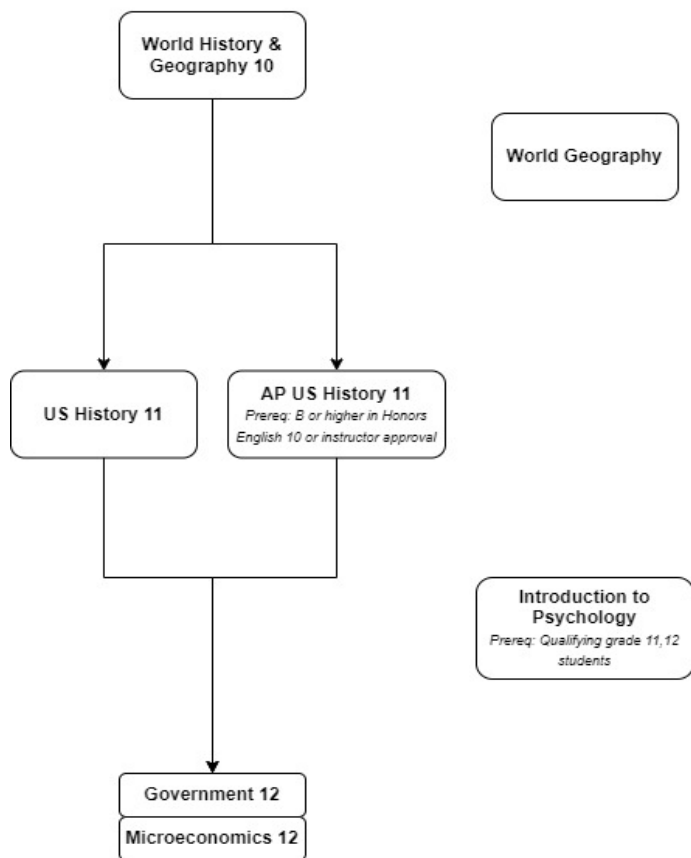 World History &
Geography 10
World Geography
US History 11
AP US History 11
Prereq: B or higher in Honors
English 10 or instructor approval
Introduction to
Psychology
Prereq: Qualifying grade 11,12
students
Government 12
Microeconomics 12